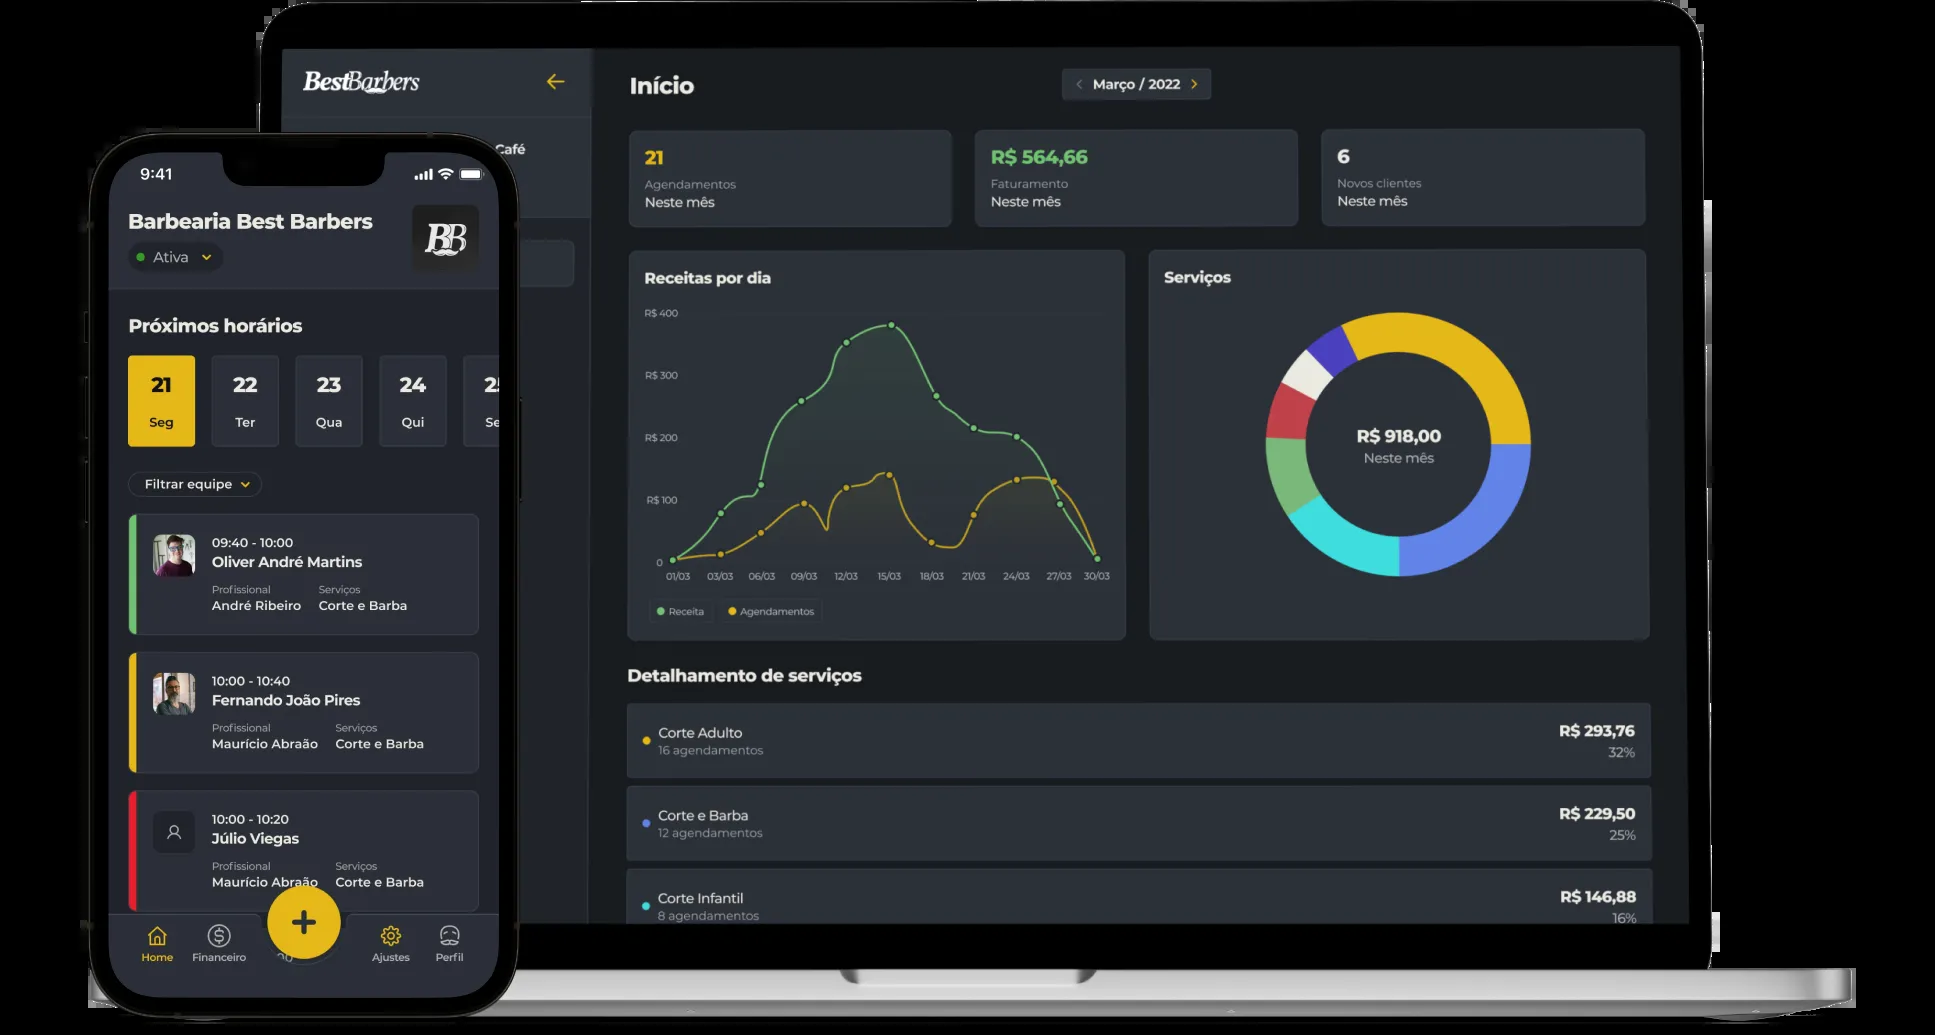 BestBarbers
Café
Início
Março / 2022
21
Agendamentos
Neste mês
R$ 564,66
Faturamento
Neste mês
6
Novos clientes
Neste mês
Receitas por dia
R$ 400
R$ 300
R$ 200
R$ 100
0
01/03 03/03 06/03 09/03 12/03 15/03 18/03 21/03 24/03 27/03 30/03
Receita
Agendamentos
Serviços
R$ 918,00
Neste mês
Detalhamento de serviços
Corte Adulto
16 agendamentos
R$ 293,76
32%
Corte e Barba
12 agendamentos
R$ 229,50
25%
Corte Infantil
8 agendamentos
R$ 146,88
16%
9:41
Barbearia Best Barbers
BB
Ativa
Próximos horários
21 22 23 24
Seg Ter Qua Qui
Filtrar equipe
09:40 - 10:00
Oliver André Martins
Profissional Serviços
André Ribeiro Corte e Barba
10:00 - 10:40
Fernando João Pires
Profissional Serviços
Maurício Abraão Corte e Barba
10:00 - 10:20
Júlio Viegas
Profissional Serviços
Maurício Abraão Corte e Barba
Home Financeiro Ajustes Perfil